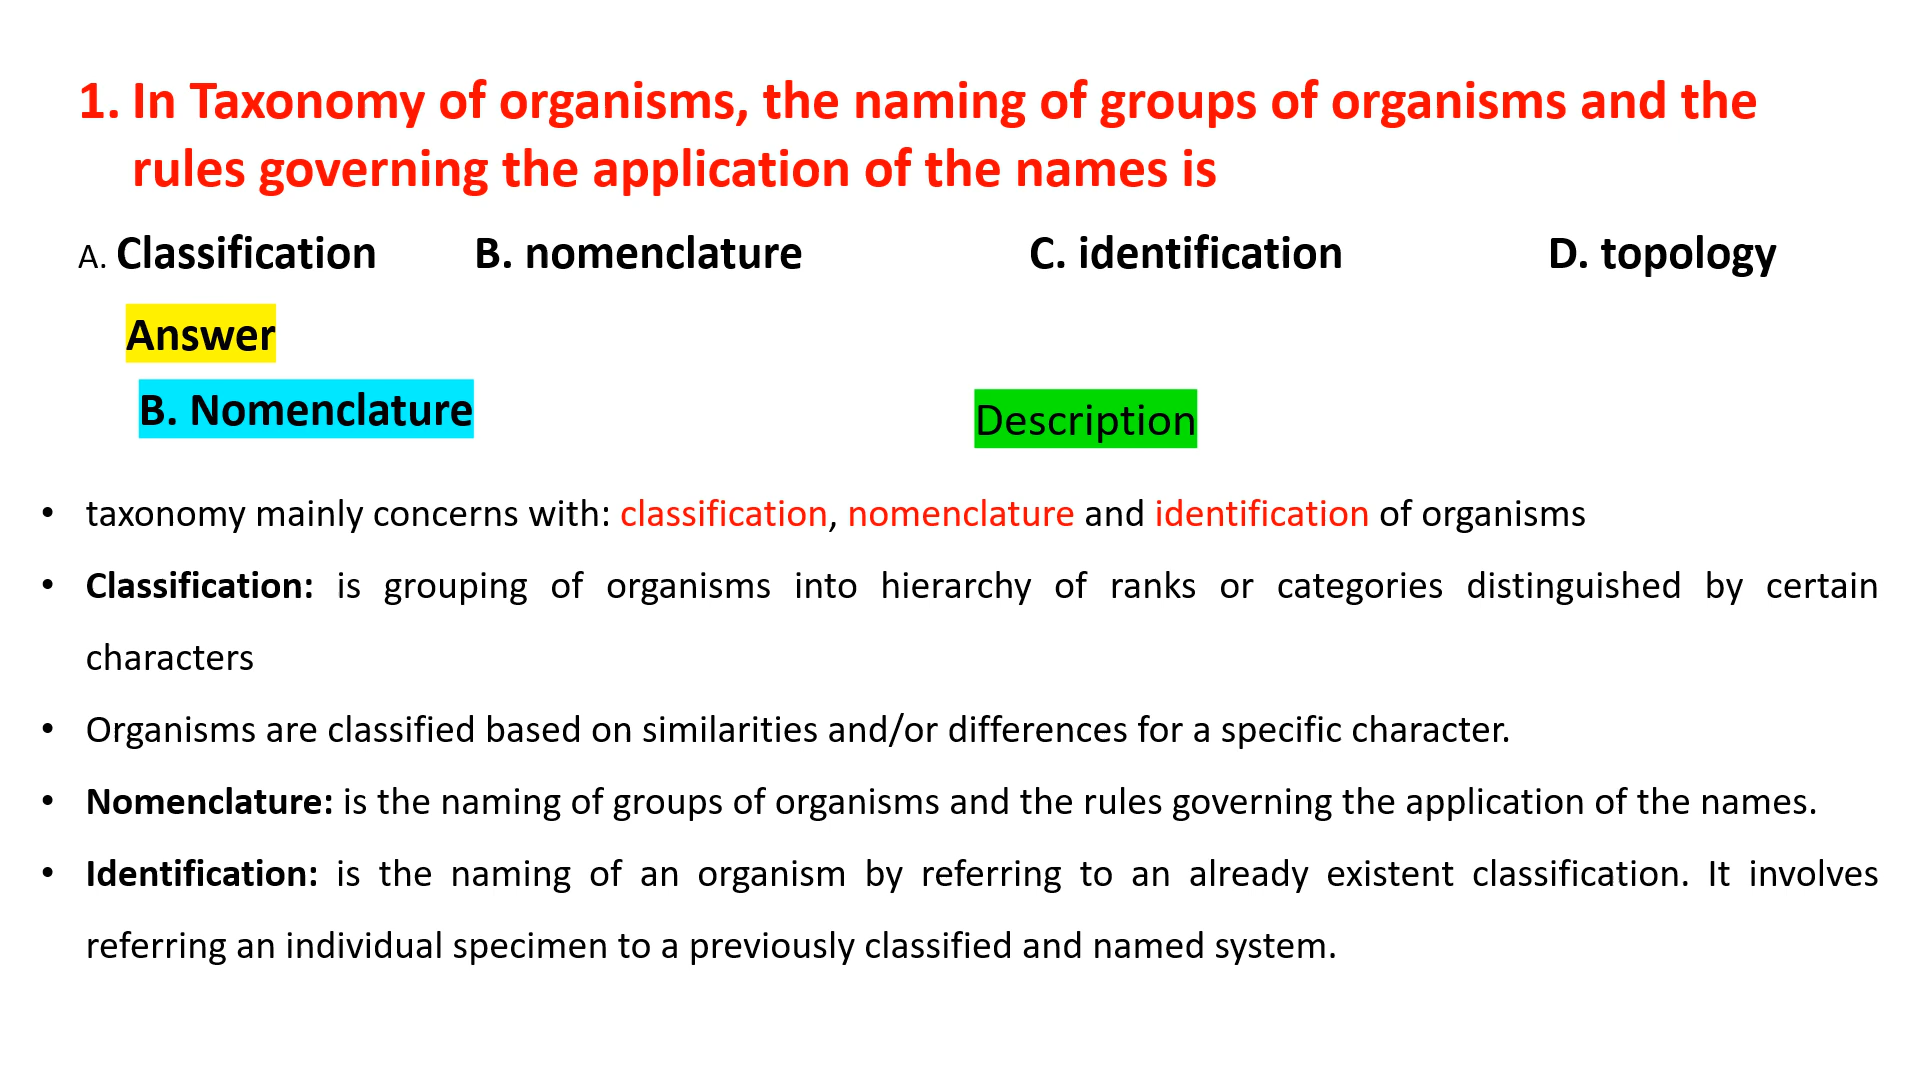 1. In Taxonomy of organisms, the naming of groups of organisms and the
rules governing the application of the names is
A. Classification B. nomenclature C. identification D. topology
Answer
B. Nomenclature
Description
• taxonomy mainly concerns with: classification, nomenclature and identification of organisms
• Classification: is grouping of organisms into hierarchy of ranks or categories distinguished by certain
characters
• Organisms are classified based on similarities and/or differences for a specific character.
• Nomenclature: is the naming of groups of organisms and the rules governing the application of the names.
• Identification: is the naming of an organism by referring to an already existent classification. It involves
referring an individual specimen to a previously classified and named system.